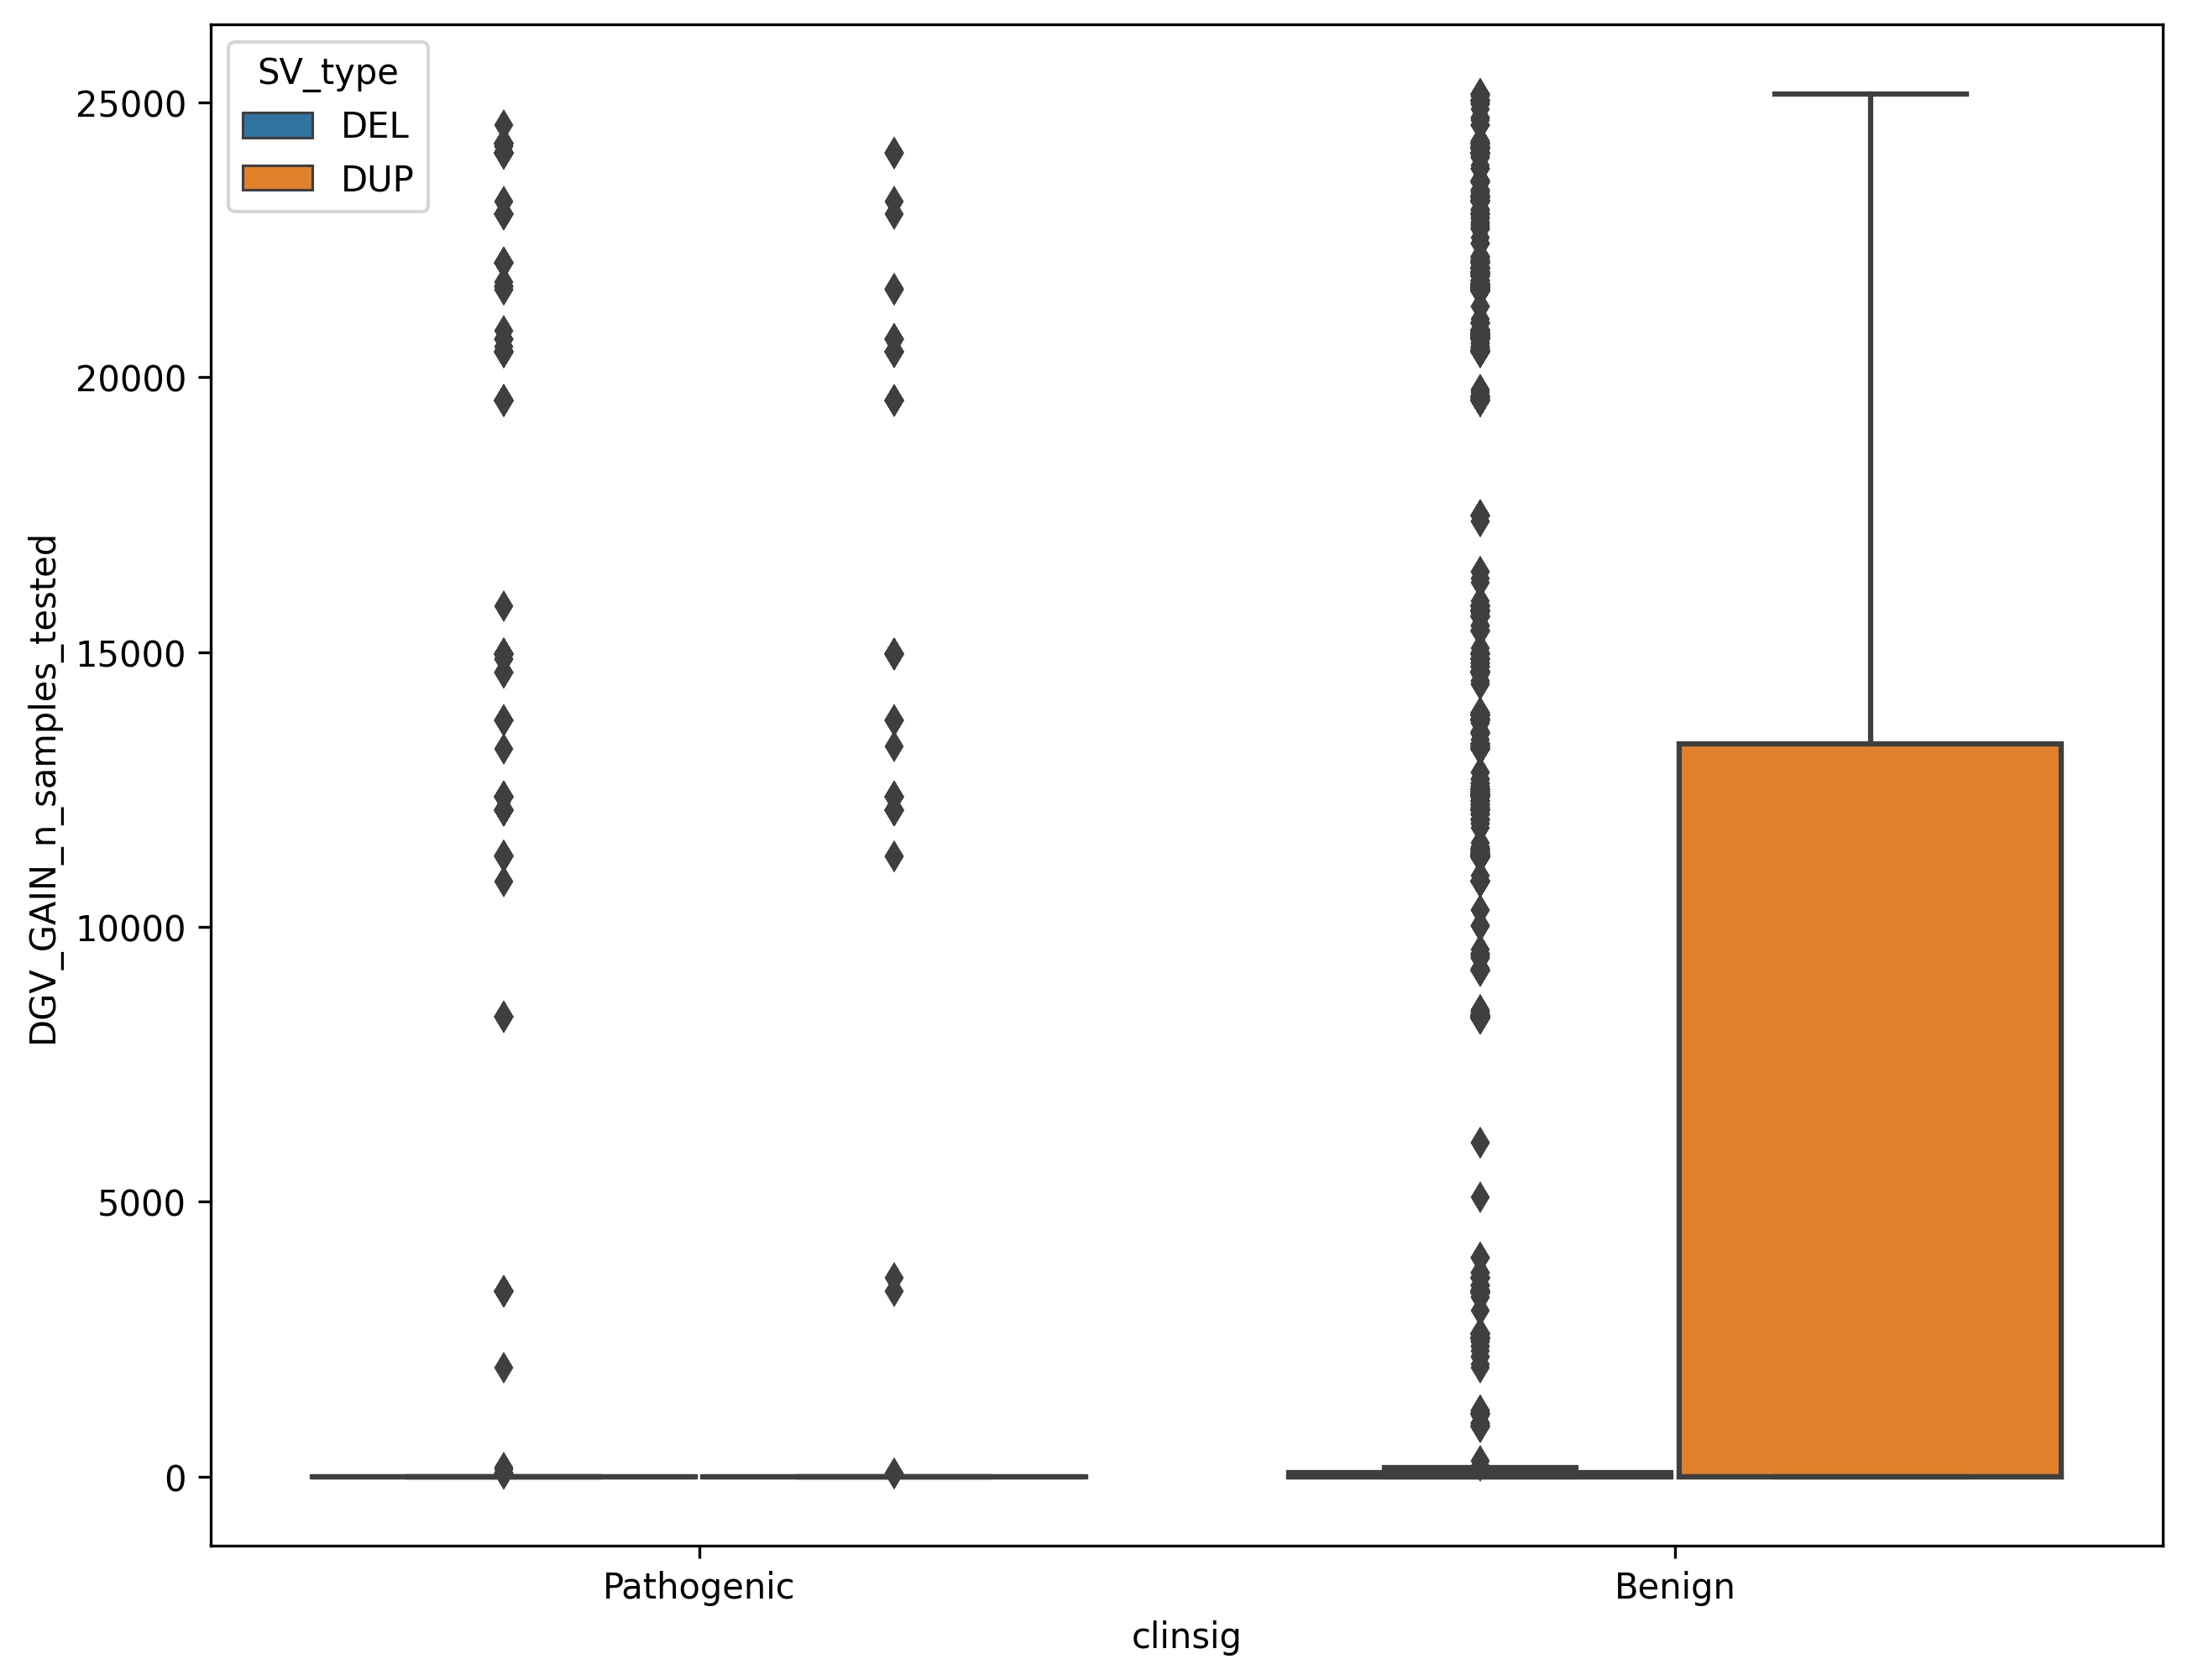 SV_type
DEL
DUP
25000
20000
15000
10000
5000
0
DGV_GAIN_n_samples_tested
Pathogenic
Benign
clinsig